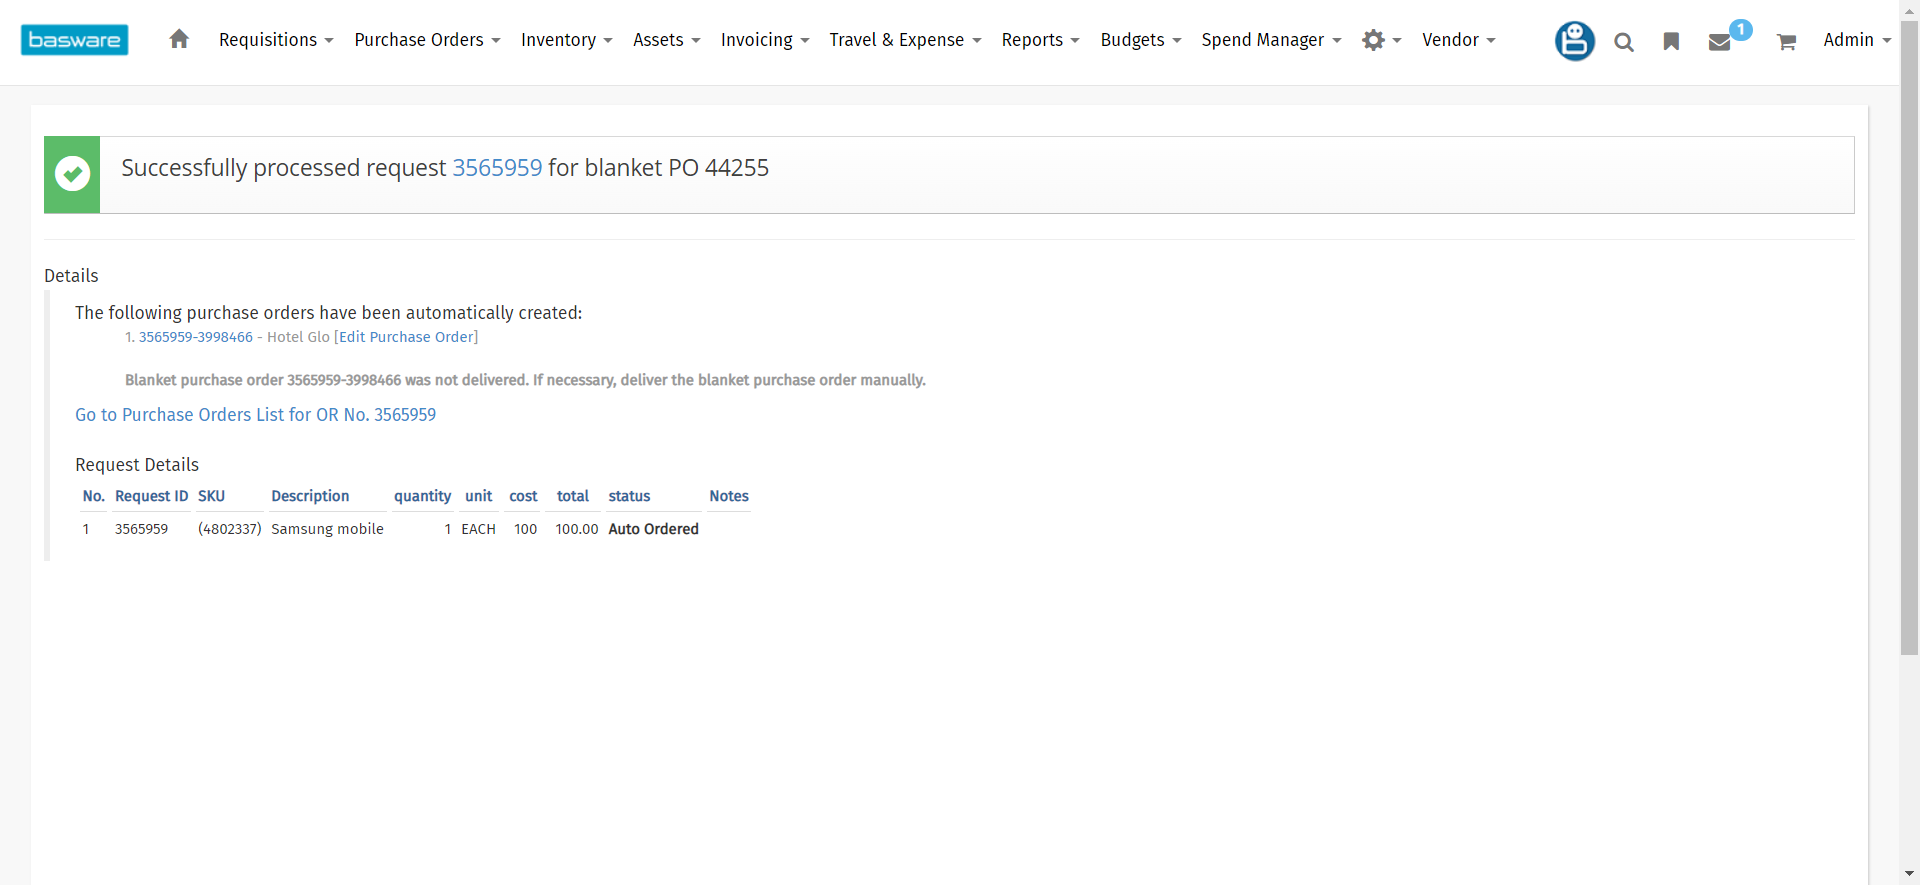 basware Requisitions Purchase Orders Inventory Assets Invoicing Travel & Expense Reports Budgets Spend Manager Vendor 1 Admin
Successfully processed request 3565959 for blanket PO 44255
Details
The following purchase orders have been automatically created:
1. 3565959-3998466 - Hotel Glo [Edit Purchase Order]
Blanket purchase order 3565959-3998466 was not delivered. If necessary, deliver the blanket purchase order manually.
Go to Purchase Orders List for OR No. 3565959
Request Details
No. Request ID SKU Description quantity unit cost total status Notes
1 3565959 (4802337) Samsung mobile 1 EACH 100 100.00 Auto Ordered